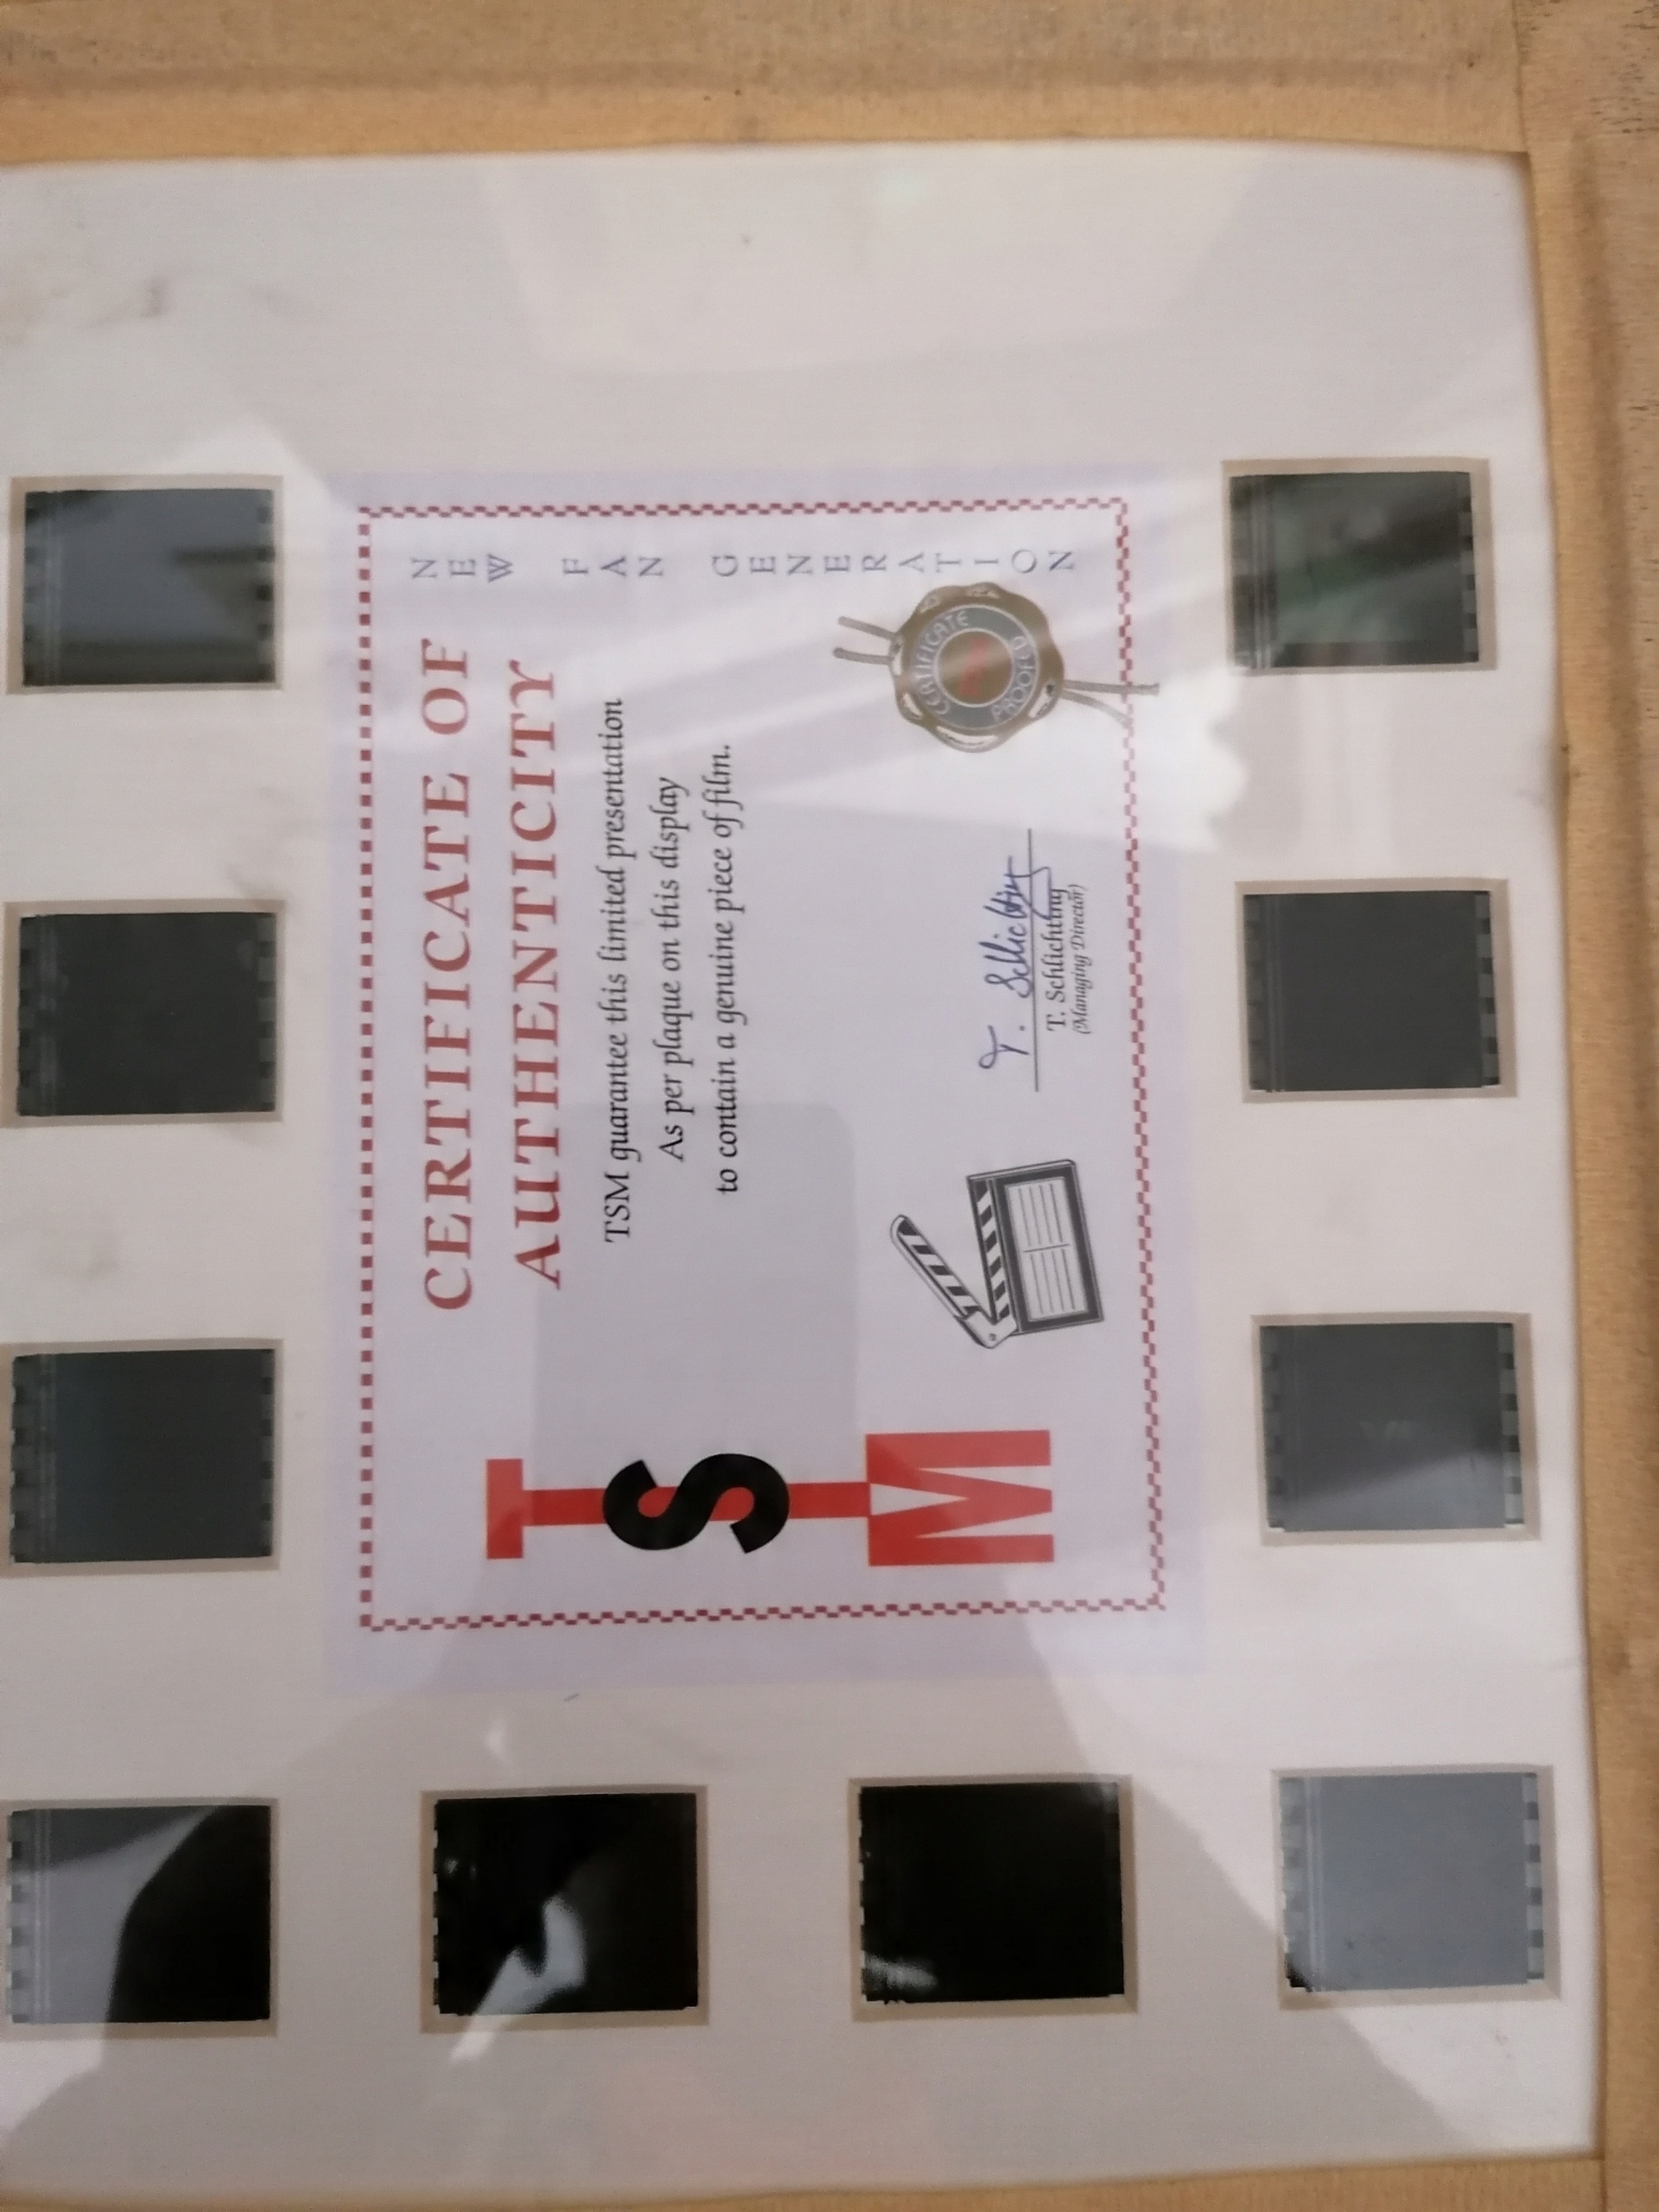 CERTIFICATE OF
AUTHENTICITY
TSM guarantee this limited presentation
As per plaque on this display
to contain a genuine piece of film.
TSM
T. Schlichting
T. Schlichting
(Managing Director)
CERTIFICATE
PROOFED
NEW FAN GENERATION